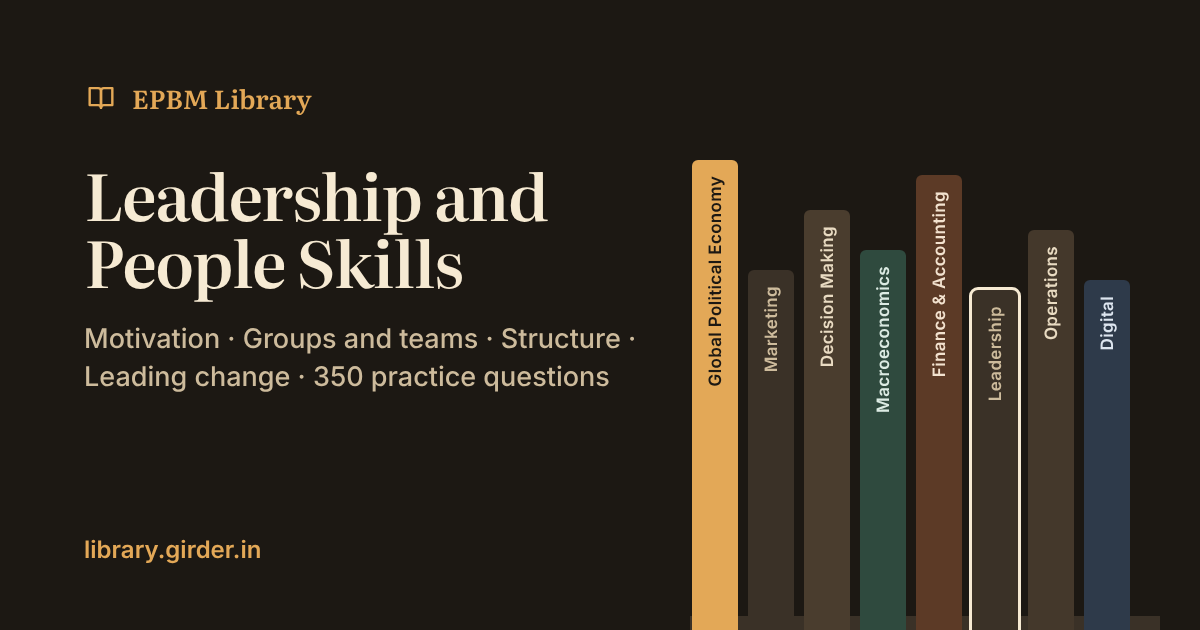 EPBM Library
Leadership and
People Skills
Motivation · Groups and teams · Structure ·
Leading change · 350 practice questions
library.girder.in
Global Political Economy
Marketing
Decision Making
Macroeconomics
Finance & Accounting
Leadership
Operations
Digital